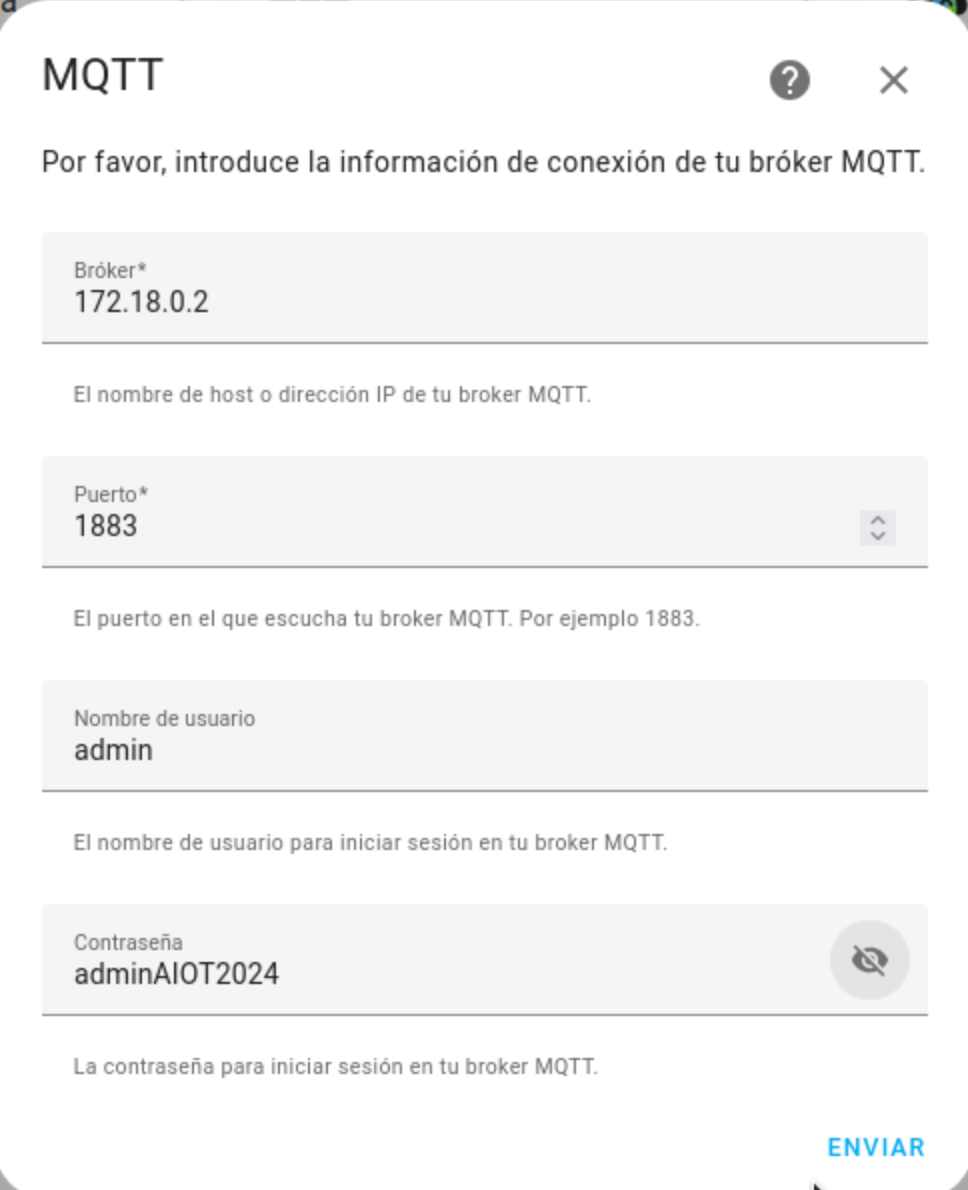 MQTT
Por favor, introduce la información de conexión de tu bróker MQTT.
Bróker*
172.18.0.2
El nombre de host o dirección IP de tu broker MQTT.
Puerto*
1883
El puerto en el que escucha tu broker MQTT. Por ejemplo 1883.
Nombre de usuario
admin
El nombre de usuario para iniciar sesión en tu broker MQTT.
Contraseña
adminAIOT2024
La contraseña para iniciar sesión en tu broker MQTT.
ENVIAR